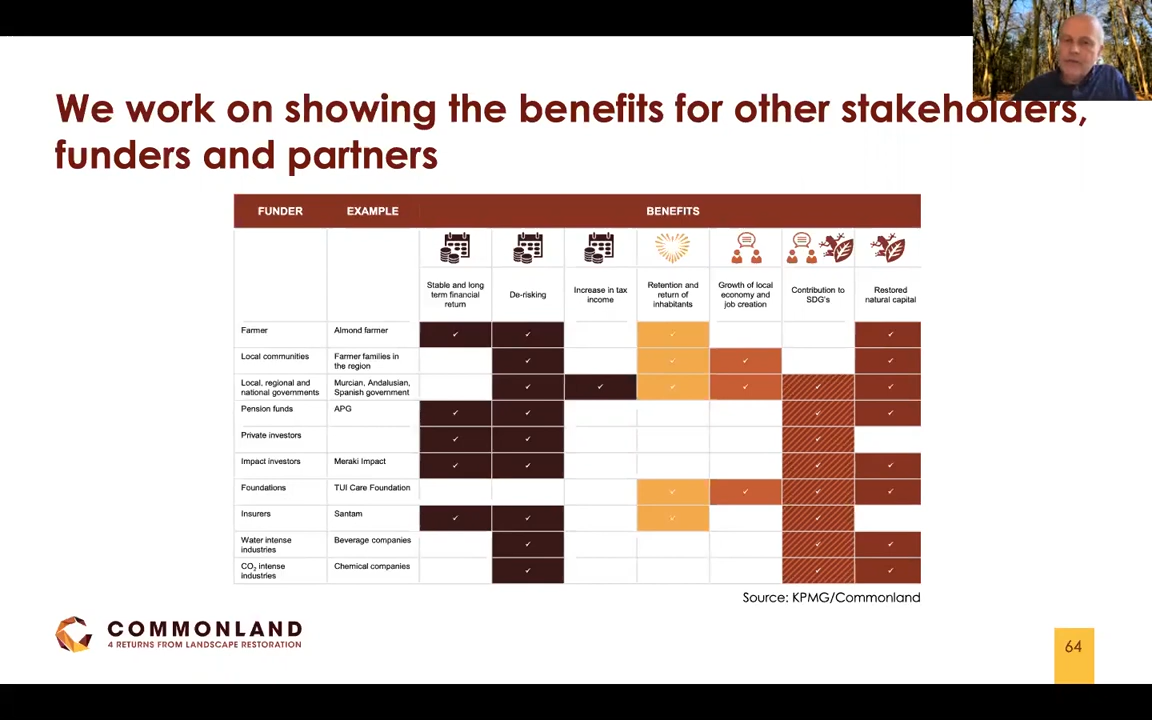 We work on showing the benefits for other stakeholders,
funders and partners
FUNDER EXAMPLE BENEFITS
Stable and long
term financial
return
De-risking
Increase in tax
income
Retention and
return of
inhabitants
Growth of local
economy and
job creation
Contribution to
SDG's
Restored
natural capital
Farmer
Almond farmer
Local communities
Farmer families in
the region
Local, regional and
national governments
Murcian, Andalusian,
Spanish government
Pension funds
APG
Private investors
Impact investors
Meraki Impact
Foundations
TUI Care Foundation
Insurers
Santam
Water intense
industries
Beverage companies
CO2 intense
industries
Chemical companies
Source: KPMG/Commonland
COMMONLAND
4 RETURNS FROM LANDSCAPE RESTORATION
64